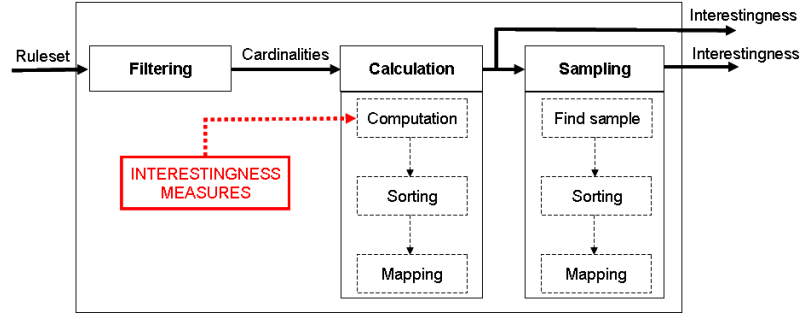 Interestingness
Ruleset
Filtering
Cardinalities
Calculation
Sampling
Interestingness
Computation
Find sample
INTERESTINGNESS
MEASURES
Sorting
Sorting
Mapping
Mapping